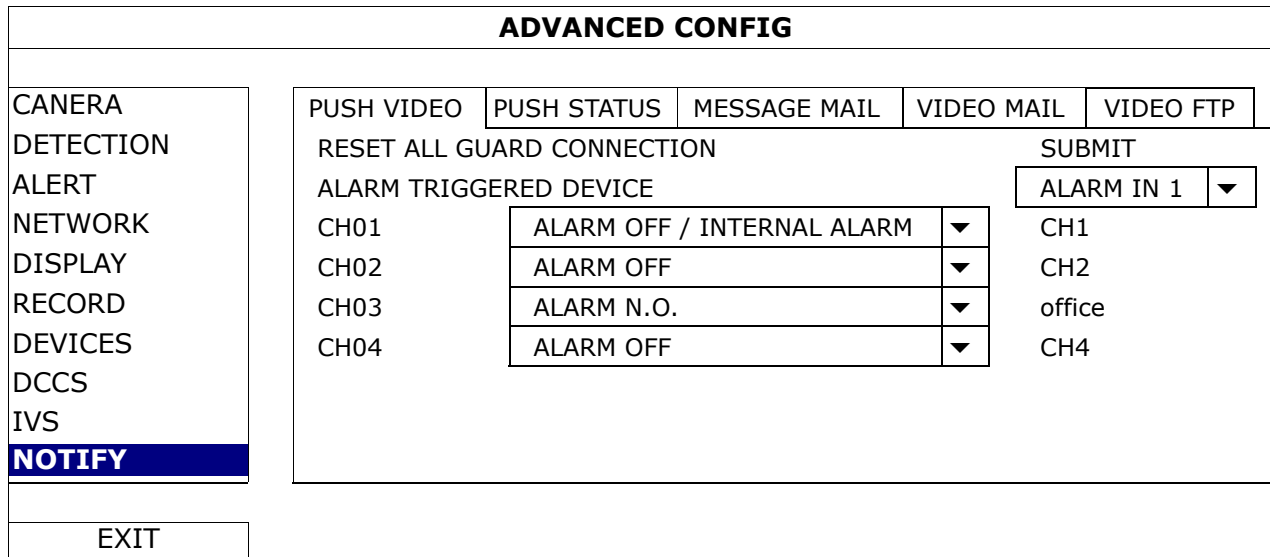 ADVANCED CONFIG
CANERA
DETECTION
ALERT
NETWORK
DISPLAY
RECORD
DEVICES
DCCS
IVS
NOTIFY
EXIT
PUSH VIDEO PUSH STATUS MESSAGE MAIL VIDEO MAIL VIDEO FTP
RESET ALL GUARD CONNECTION SUBMIT
ALARM TRIGGERED DEVICE ALARM IN 1
CH01 ALARM OFF / INTERNAL ALARM CH1
CH02 ALARM OFF CH2
CH03 ALARM N.O. office
CH04 ALARM OFF CH4